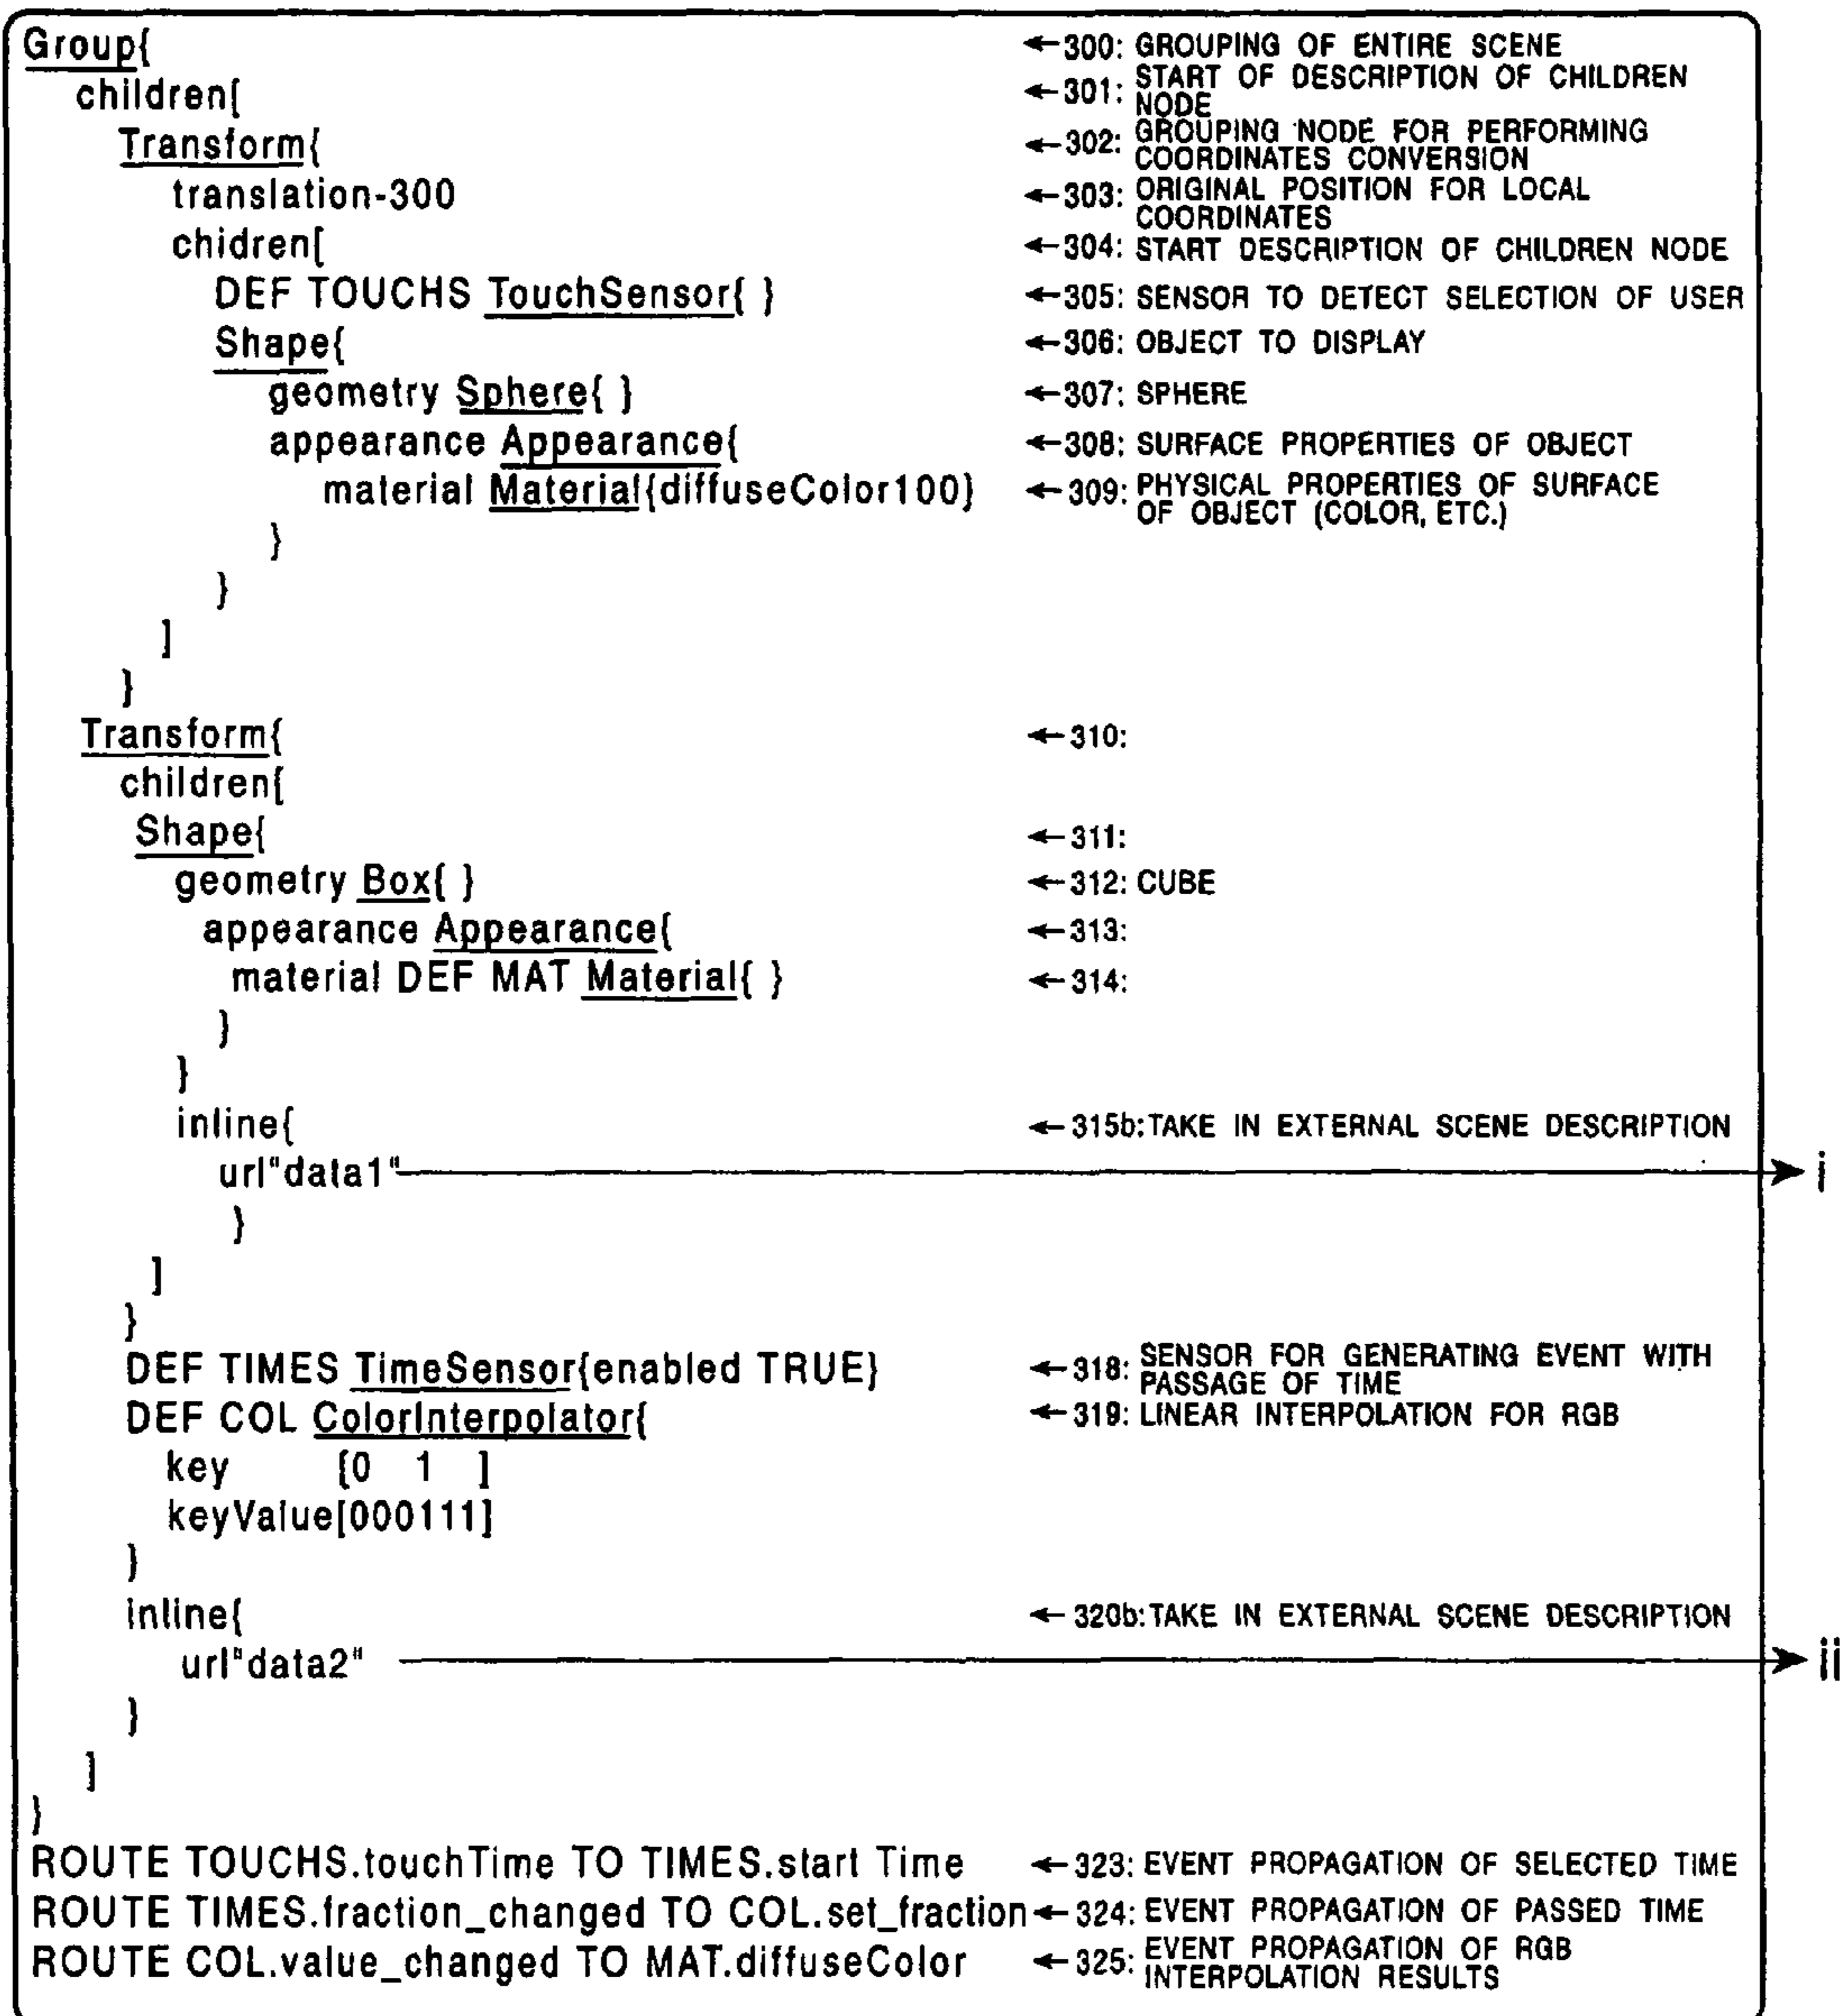 Group{ ←300: GROUPING OF ENTIRE SCENE
children[ ←301: START OF DESCRIPTION OF CHILDREN NODE
Transform{ ←302: GROUPING NODE FOR PERFORMING COORDINATES CONVERSION
translation-300 ←303: ORIGINAL POSITION FOR LOCAL COORDINATES
chidren[ ←304: START DESCRIPTION OF CHILDREN NODE
DEF TOUCHS TouchSensor{ } ←305: SENSOR TO DETECT SELECTION OF USER
Shape{ ←306: OBJECT TO DISPLAY
geometry Sphere{ } ←307: SPHERE
appearance Appearance{ ←308: SURFACE PROPERTIES OF OBJECT
material Material{diffuseColor100} ←309: PHYSICAL PROPERTIES OF SURFACE OF OBJECT (COLOR, ETC.)
}
}
]
}
Transform{ ←310:
children[
Shape{ ←311:
geometry Box{ } ←312: CUBE
appearance Appearance{ ←313:
material DEF MAT Material{ } ←314:
}
}
inline{ ←315b:TAKE IN EXTERNAL SCENE DESCRIPTION
url"data1" i
}
]
}
DEF TIMES TimeSensor{enabled TRUE} ←318: SENSOR FOR GENERATING EVENT WITH PASSAGE OF TIME
DEF COL ColorInterpolator{ ←319: LINEAR INTERPOLATION FOR RGB
key [0 1 ]
keyValue[000111]
}
inline{ ←320b:TAKE IN EXTERNAL SCENE DESCRIPTION
url"data2" ii
}
]
}
ROUTE TOUCHS.touchTime TO TIMES.start Time ←323: EVENT PROPAGATION OF SELECTED TIME
ROUTE TIMES.fraction_changed TO COL.set_fraction ←324: EVENT PROPAGATION OF PASSED TIME
ROUTE COL.value_changed TO MAT.diffuseColor ←325: EVENT PROPAGATION OF RGB INTERPOLATION RESULTS